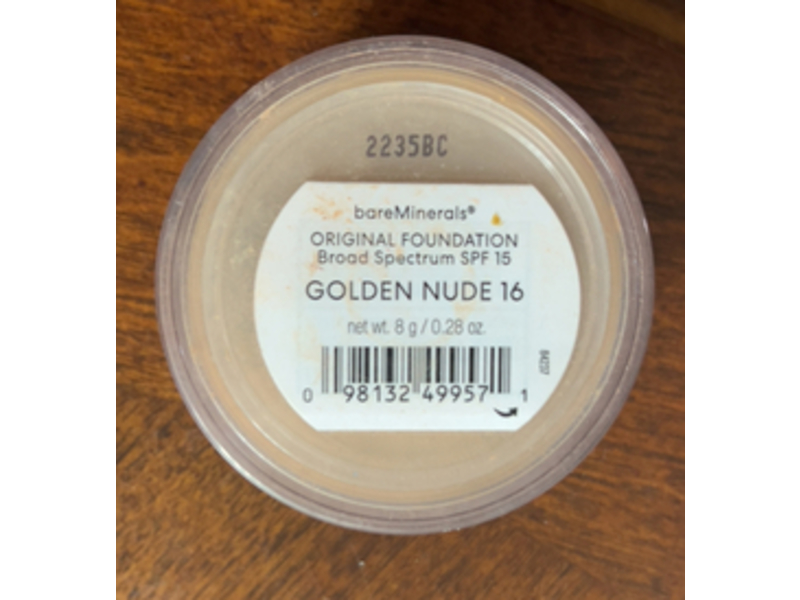 2235BC
bareMinerals®
ORIGINAL FOUNDATION
Broad Spectrum SPF 15
GOLDEN NUDE 16
net wt. 8 g / 0.28 oz.
0 98132 49957 1